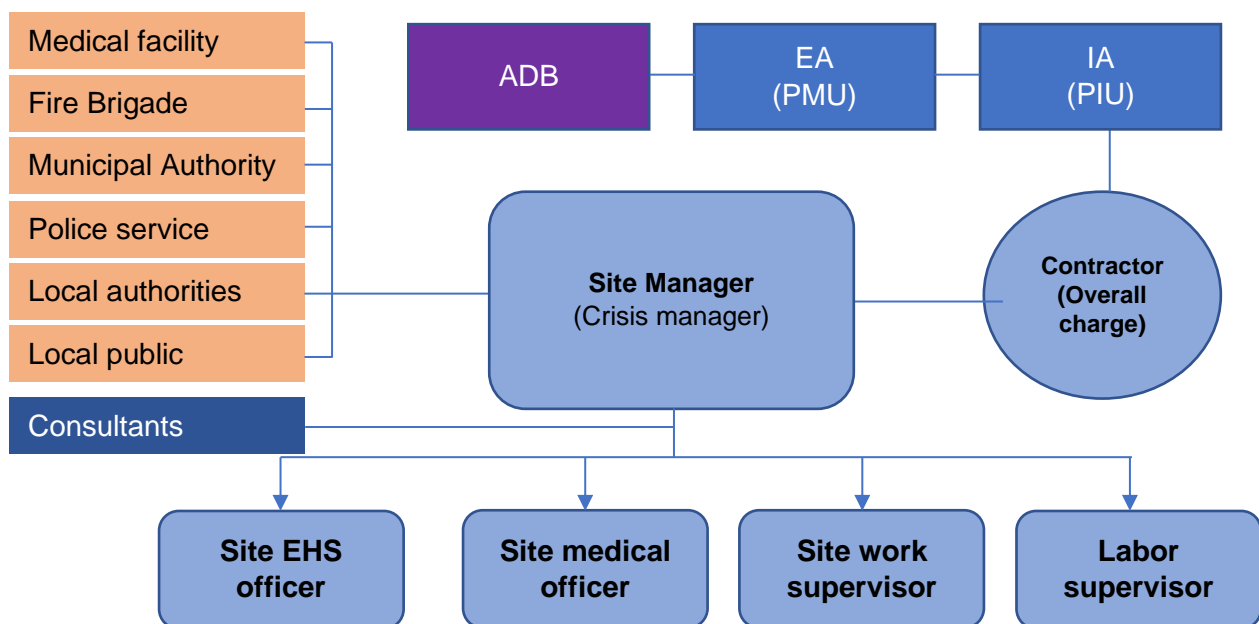 Medical facility
Fire Brigade
Municipal Authority
Police service
Local authorities
Local public
Consultants
ADB
EA
(PMU)
IA
(PIU)
Site Manager
(Crisis manager)
Contractor
(Overall
charge)
Site EHS
officer
Site medical
officer
Site work
supervisor
Labor
supervisor